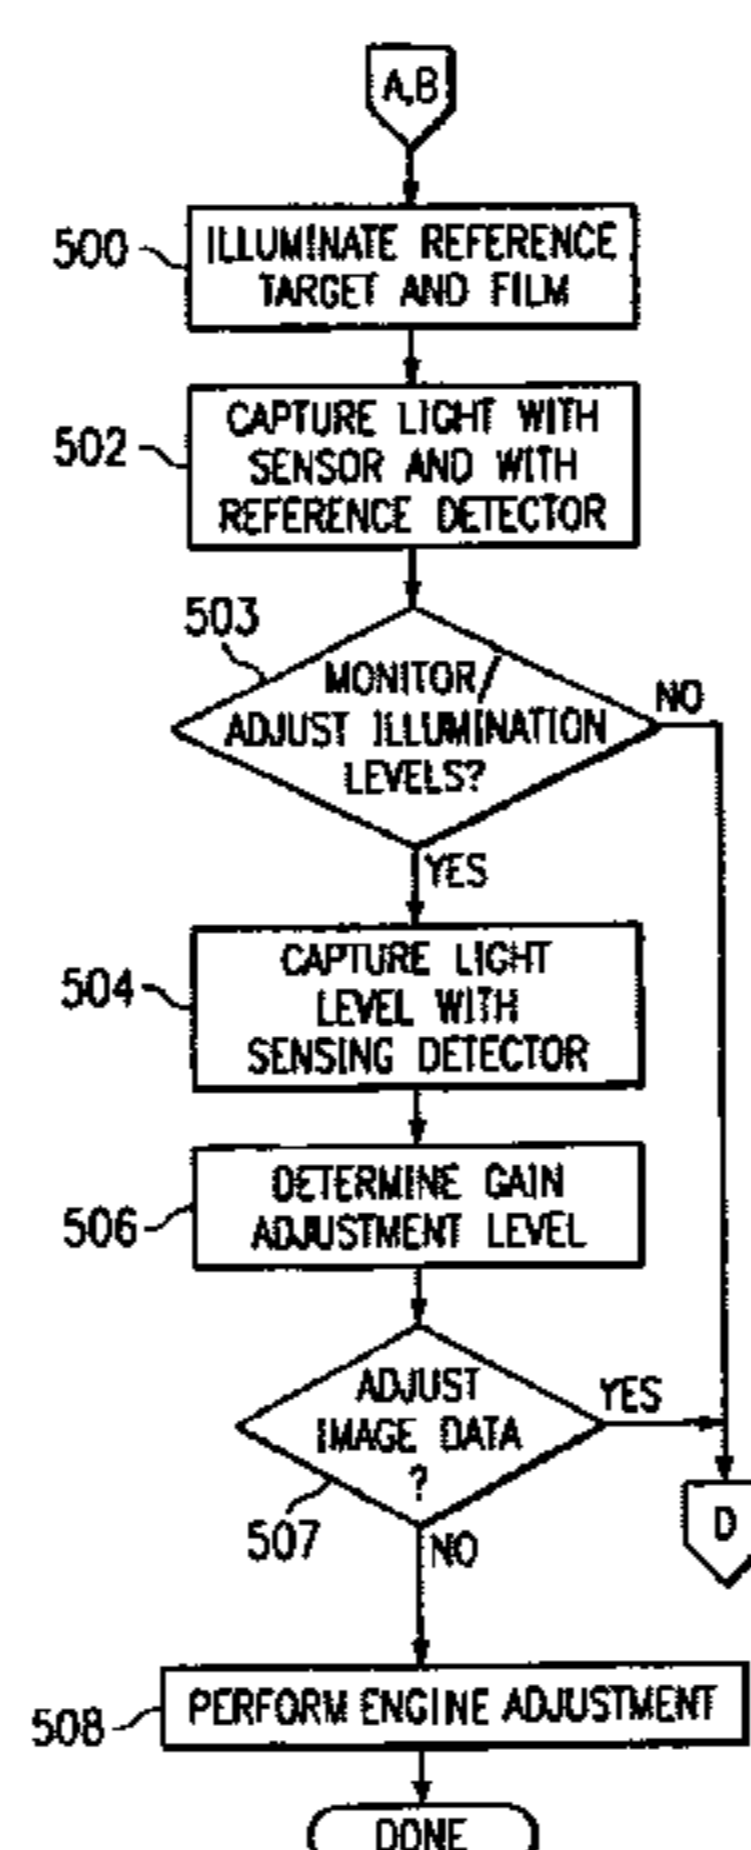 A,B
500
ILLUMINATE REFERENCE
TARGET AND FILM
502
CAPTURE LIGHT WITH
SENSOR AND WITH
REFERENCE DETECTOR
503
MONITOR/
ADJUST ILLUMINATION
LEVELS?
NO
YES
504
CAPTURE LIGHT
LEVEL WITH
SENSING DETECTOR
506
DETERMINE GAIN
ADJUSTMENT LEVEL
ADJUST
IMAGE DATA
?
YES
507
NO
D
508
PERFORM ENGINE ADJUSTMENT
DONE